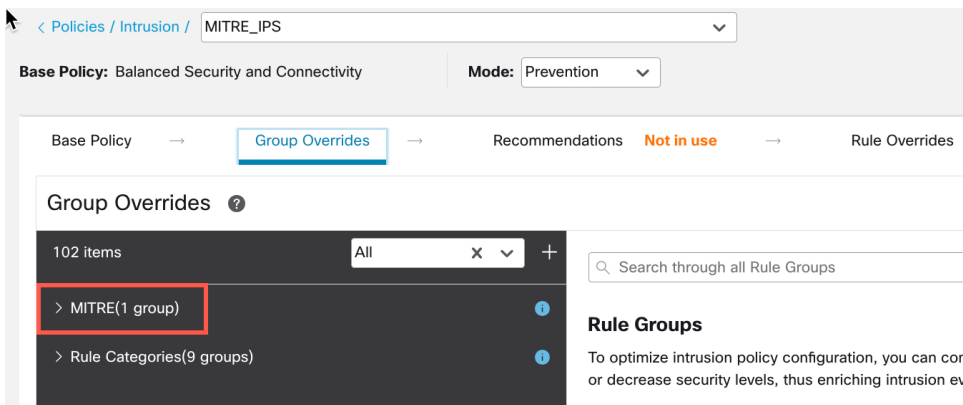 < Policies / Intrusion / MITRE_IPS
Base Policy: Balanced Security and Connectivity Mode: Prevention
Base Policy → Group Overrides → Recommendations Not in use → Rule Overrides
Group Overrides ?
102 items All X +
> MITRE(1 group) i
Search through all Rule Groups
Rule Groups
> Rule Categories(9 groups) i
To optimize intrusion policy configuration, you can
or decrease security levels, thus enriching intrusion